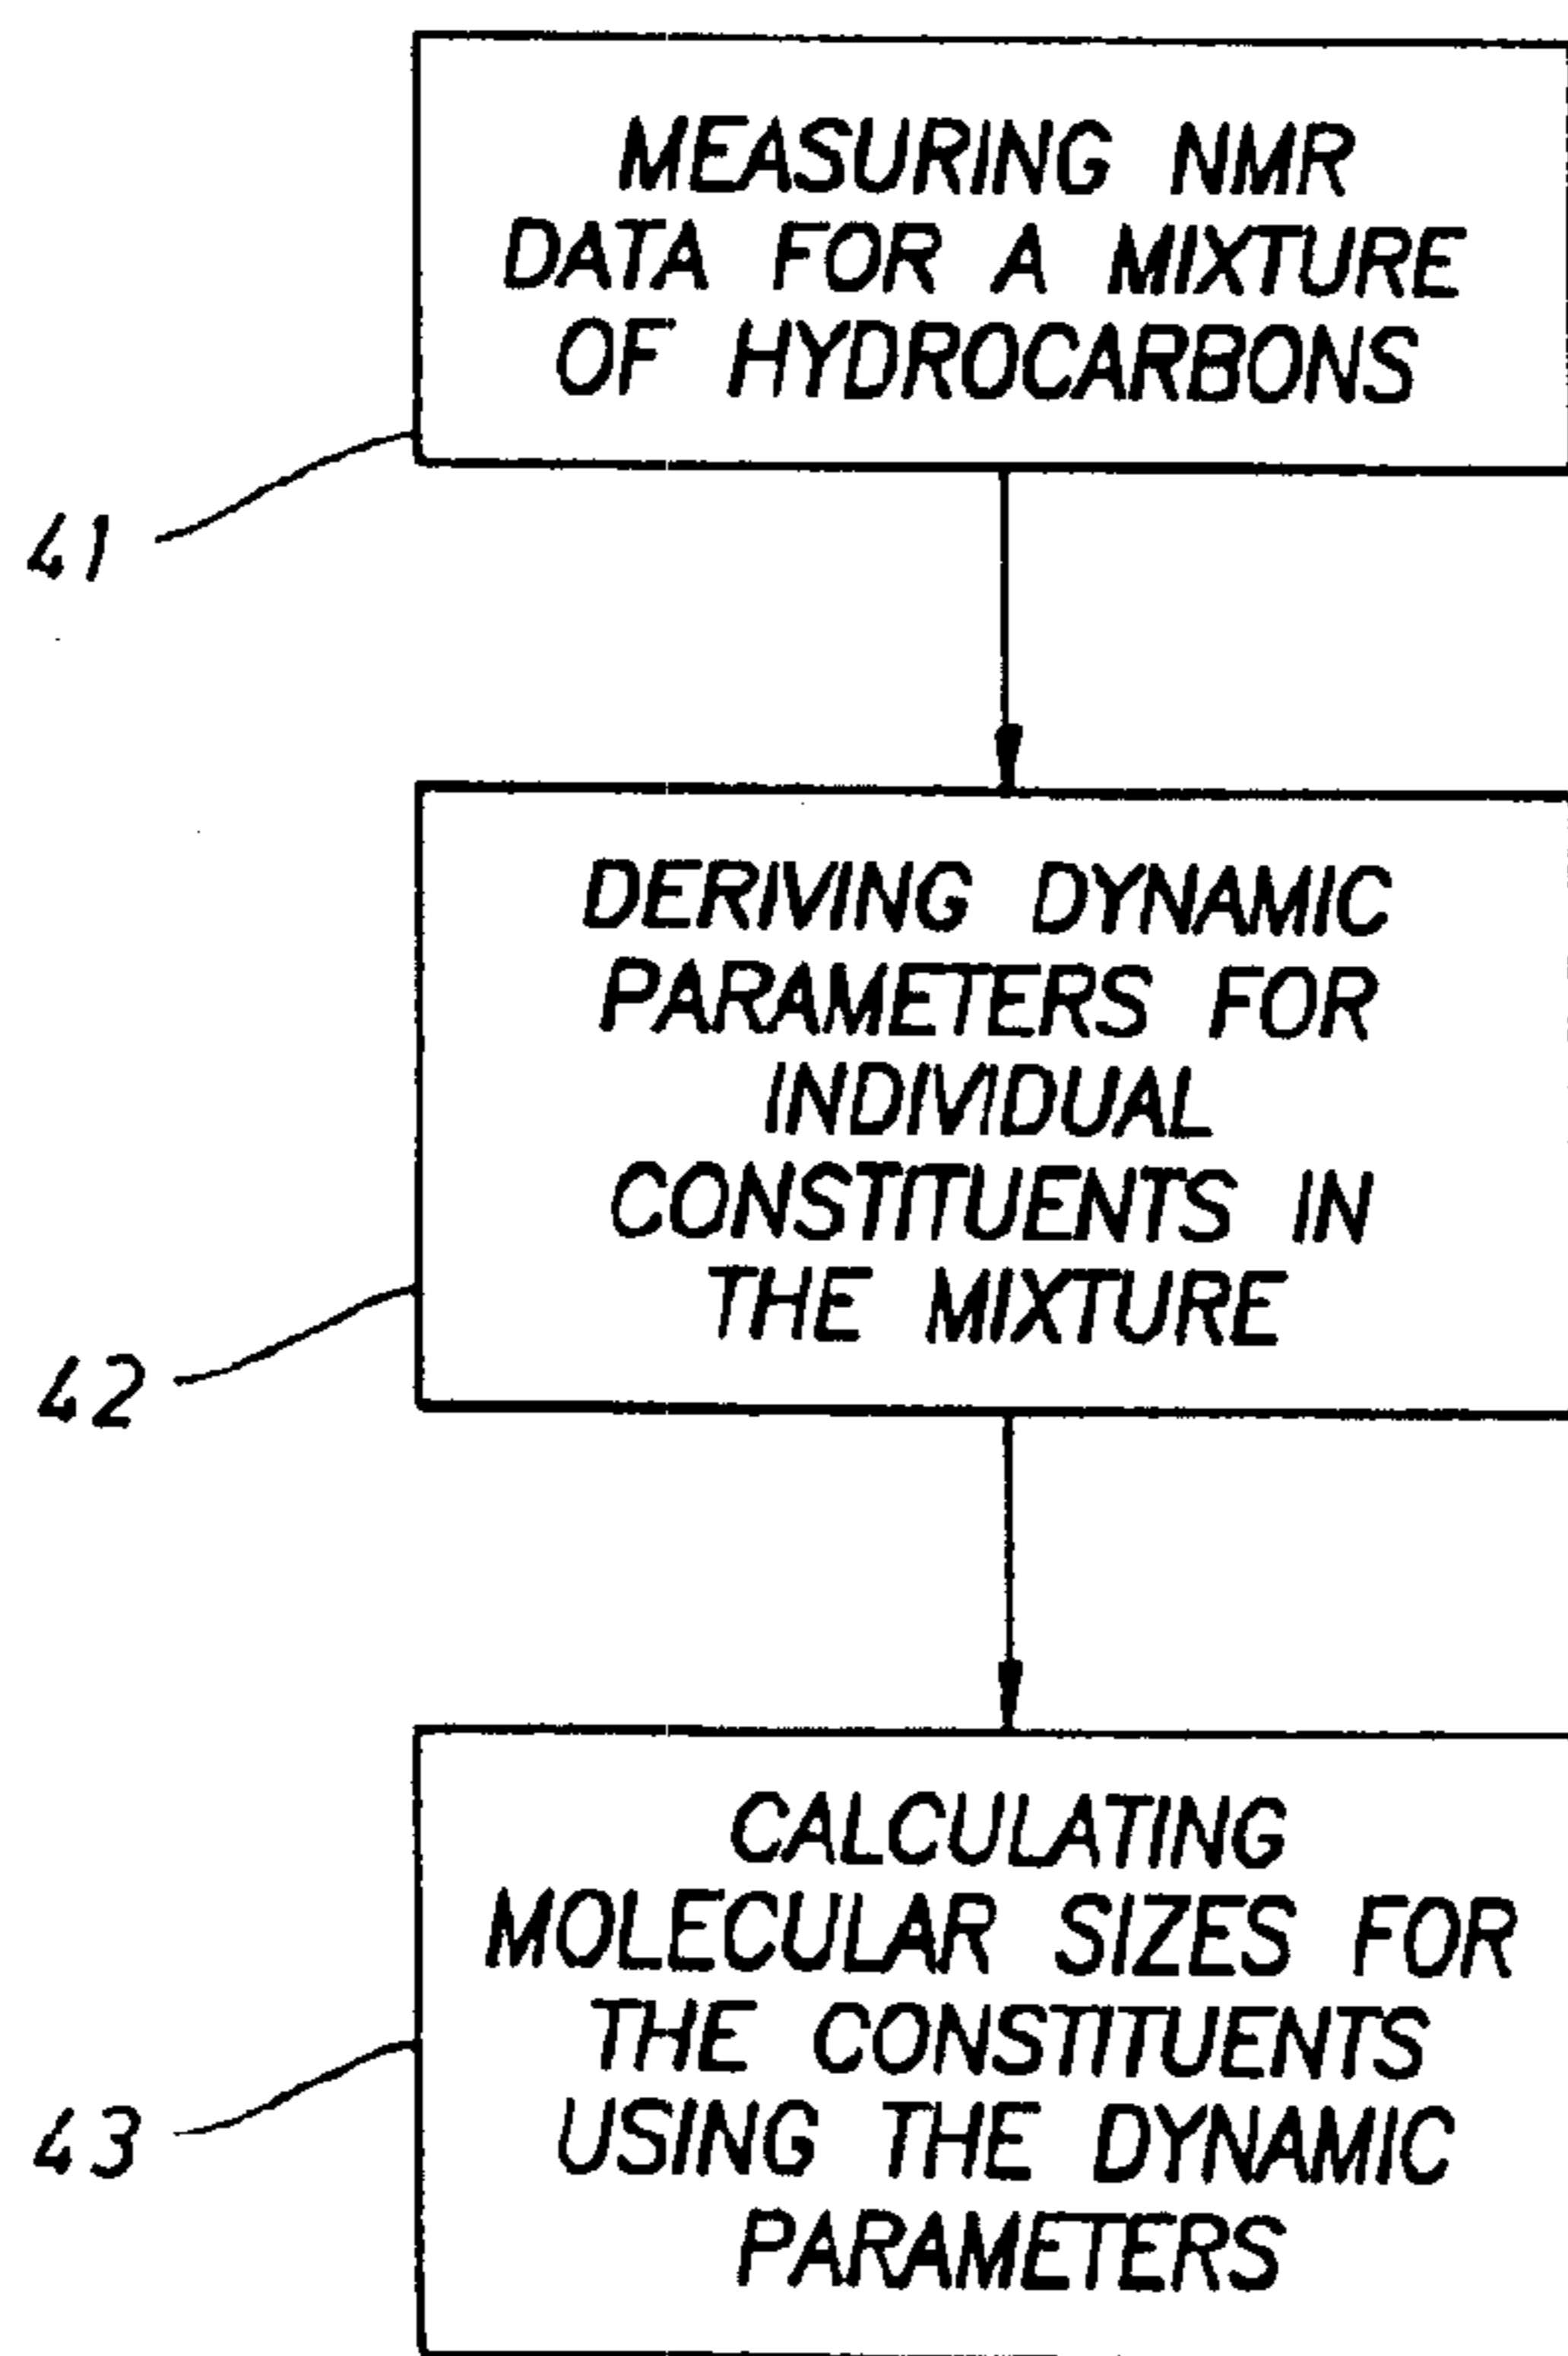 MEASURING NMR
DATA FOR A MIXTURE
OF HYDROCARBONS
41
DERIVING DYNAMIC
PARAMETERS FOR
INDIVIDUAL
CONSTITUENTS IN
THE MIXTURE
42
CALCULATING
MOLECULAR SIZES FOR
THE CONSTITUENTS
USING THE DYNAMIC
PARAMETERS
43